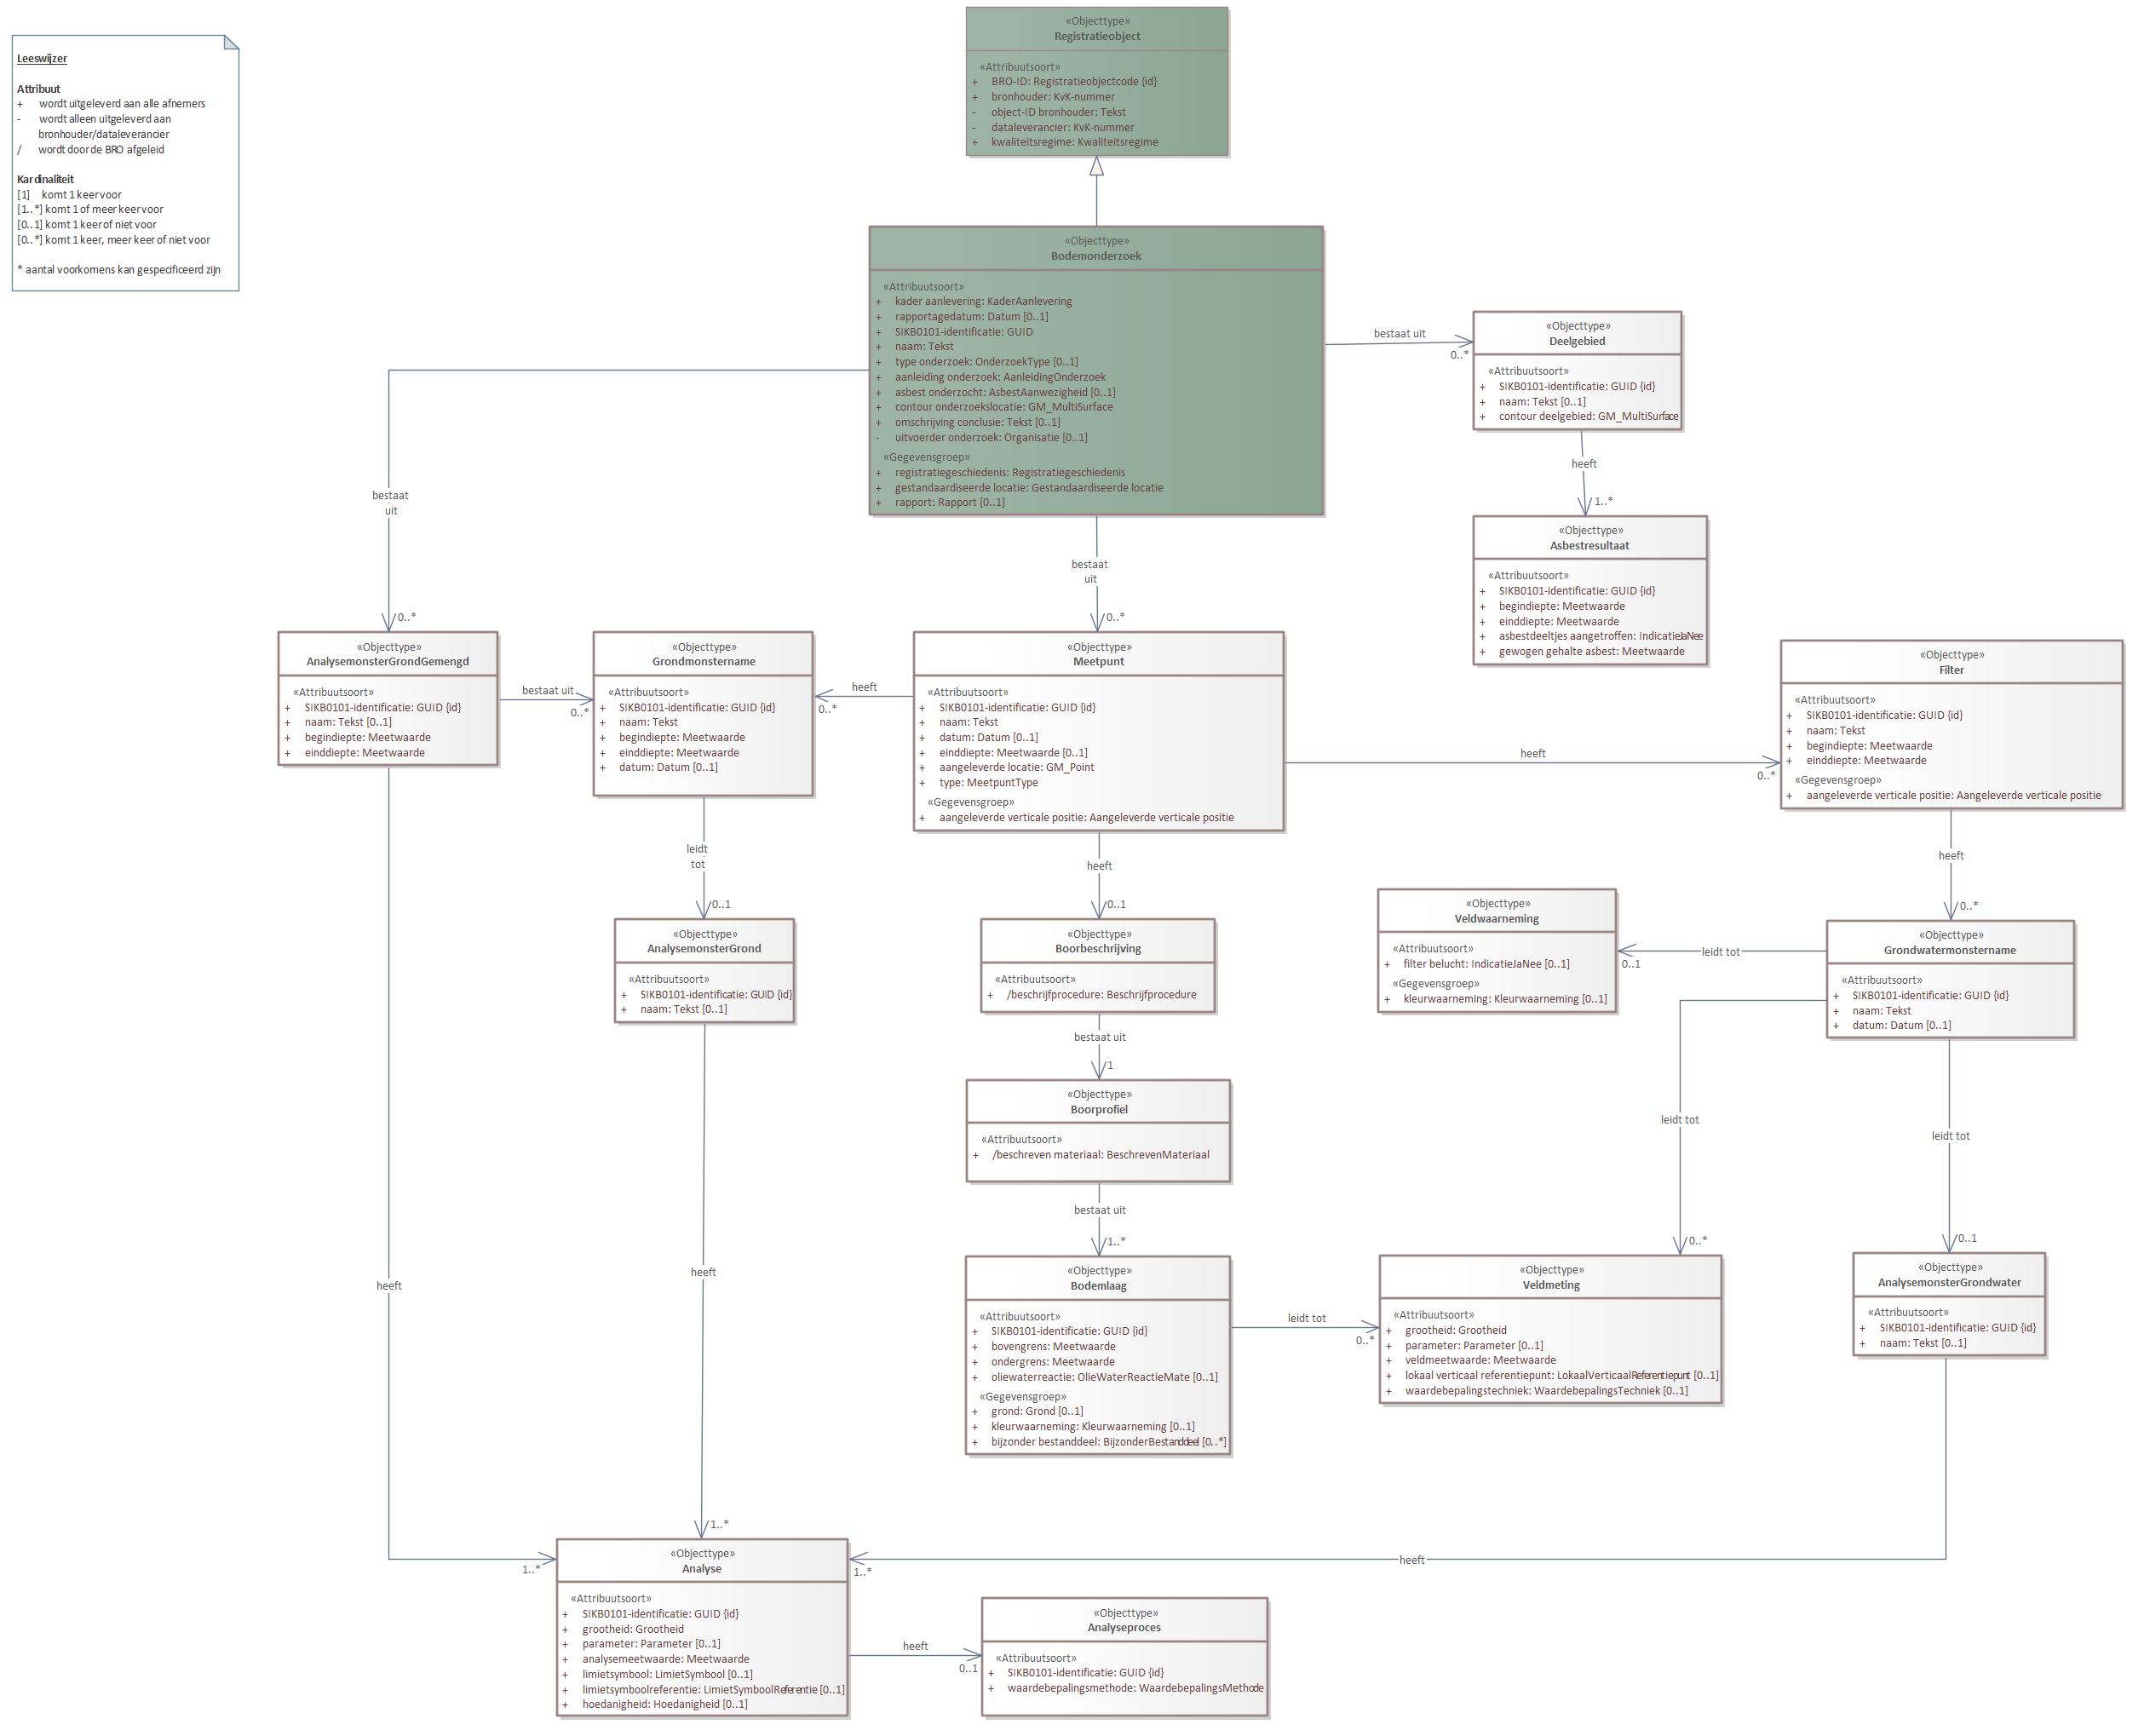 Leeswijzer
Attribuut
+ wordt uitgeleverd aan alle afnemers
- wordt alleen uitgeleverd aan
bronhouder/dataleverancier
/ wordt door de BRO afgeleid
Kardinaliteit
[1] komt 1 keer voor
[1..*] komt 1 of meer keer voor
[0..1] komt 1 keer of niet voor
[0..*] komt 1 keer, meer keer of niet voor
* aantal voorkomens kan gespecificeerd zijn
«Objecttype»
Registratieobject
«Attribuutsoort»
+ BRO-ID: Registratieobjectcode {id}
+ bronhouder: KvK-nummer
- object-ID bronhouder: Tekst
- dataleverancier: KvK-nummer
+ kwaliteitsregime: Kwaliteitsregime
«Objecttype»
Bodemonderzoek
«Attribuutsoort»
+ kader aanlevering: KaderAanlevering
+ rapportagedatum: Datum [0..1]
+ SIKB0101-identificatie: GUID
+ naam: Tekst
+ type onderzoek: OnderzoekType [0..1]
+ aanleiding onderzoek: AanleidingOnderzoek
+ asbest onderzocht: AsbestAanwezigheid [0..1]
+ contour onderzoekslocatie: GM_MultiSurface
+ omschrijving conclusie: Tekst [0..1]
- uitvoerder onderzoek: Organisatie [0..1]
«Gegevensgroep»
+ registratiegeschiedenis: Registratiegeschiedenis
+ gestandaardiseerde locatie: Gestandaardiseerde locatie
+ rapport: Rapport [0..1]
bestaat uit
0..*
«Objecttype»
Deelgebied
«Attribuutsoort»
+ SIKB0101-identificatie: GUID {id}
+ naam: Tekst [0..1]
+ contour deelgebied: GM_MultiSurface
heeft
1..*
«Objecttype»
Asbestresultaat
«Attribuutsoort»
+ SIKB0101-identificatie: GUID {id}
+ begindiepte: Meetwaarde
+ einddiepte: Meetwaarde
+ asbestdeeltjes aangetroffen: IndicatieJaNee
+ gewogen gehalte asbest: Meetwaarde
bestaat
uit
0..*
bestaat
uit
0..*
«Objecttype»
AnalysemonsterGrondGemengd
«Attribuutsoort»
+ SIKB0101-identificatie: GUID {id}
+ naam: Tekst [0..1]
+ begindiepte: Meetwaarde
+ einddiepte: Meetwaarde
bestaat uit
0..*
«Objecttype»
Grondmonstername
«Attribuutsoort»
+ SIKB0101-identificatie: GUID {id}
+ naam: Tekst
+ begindiepte: Meetwaarde
+ einddiepte: Meetwaarde
+ datum: Datum [0..1]
heeft
0..*
«Objecttype»
Meetpunt
«Attribuutsoort»
+ SIKB0101-identificatie: GUID {id}
+ naam: Tekst
+ datum: Datum [0..1]
+ einddiepte: Meetwaarde [0..1]
+ aangeleverde locatie: GM_Point
+ type: MeetpuntType
«Gegevensgroep»
+ aangeleverde verticale positie: Aangeleverde verticale positie
heeft
0..*
«Objecttype»
Filter
«Attribuutsoort»
+ SIKB0101-identificatie: GUID {id}
+ naam: Tekst
+ begindiepte: Meetwaarde
+ einddiepte: Meetwaarde
«Gegevensgroep»
+ aangeleverde verticale positie: Aangeleverde verticale positie
leidt
tot
0..1
heeft
0..1
heeft
0..*
«Objecttype»
AnalysemonsterGrond
«Attribuutsoort»
+ SIKB0101-identificatie: GUID {id}
+ naam: Tekst [0..1]
«Objecttype»
Boorbeschrijving
«Attribuutsoort»
+ /beschrijfprocedure: Beschrijfprocedure
«Objecttype»
Veldwaarneming
«Attribuutsoort»
+ filter belucht: IndicatieJaNee [0..1]
«Gegevensgroep»
+ kleurwaarneming: Kleurwaarneming [0..1]
leidt tot
0..1
«Objecttype»
Grondwatermonstername
«Attribuutsoort»
+ SIKB0101-identificatie: GUID {id}
+ naam: Tekst
+ datum: Datum [0..1]
bestaat uit
1
«Objecttype»
Boorprofiel
«Attribuutsoort»
+ /beschreven materiaal: BeschrevenMateriaal
leidt tot
0..*
leidt tot
0..1
bestaat uit
1..*
«Objecttype»
Bodemlaag
«Attribuutsoort»
+ SIKB0101-identificatie: GUID {id}
+ bovengrens: Meetwaarde
+ ondergrens: Meetwaarde
+ oliewaterreactie: OlieWaterReactieMate [0..1]
«Gegevensgroep»
+ grond: Grond [0..1]
+ kleurwaarneming: Kleurwaarneming [0..1]
+ bijzonder bestanddeel: BijzonderBestanddeel [0..*]
leidt tot
0..*
«Objecttype»
Veldmeting
«Attribuutsoort»
+ grootheid: Grootheid
+ parameter: Parameter [0..1]
+ veldmeetwaarde: Meetwaarde
+ lokaal verticaal referentiepunt: LokaalVerticaalReferentiepunt [0..1]
+ waardebepalingstechniek: WaardebepalingsTechniek [0..1]
«Objecttype»
AnalysemonsterGrondwater
«Attribuutsoort»
+ SIKB0101-identificatie: GUID {id}
+ naam: Tekst [0..1]
heeft
1..*
heeft
1..*
heeft
1..*
«Objecttype»
Analyse
«Attribuutsoort»
+ SIKB0101-identificatie: GUID {id}
+ grootheid: Grootheid
+ parameter: Parameter [0..1]
+ analysemeetwaarde: Meetwaarde
+ limietsymbool: LimietSymbool [0..1]
+ limietsymboolreferentie: LimietSymboolReferentie [0..1]
+ hoedanigheid: Hoedanigheid [0..1]
heeft
0..1
«Objecttype»
Analyseproces
«Attribuutsoort»
+ SIKB0101-identificatie: GUID {id}
+ waardebepalingsmethode: WaardebepalingsMethode